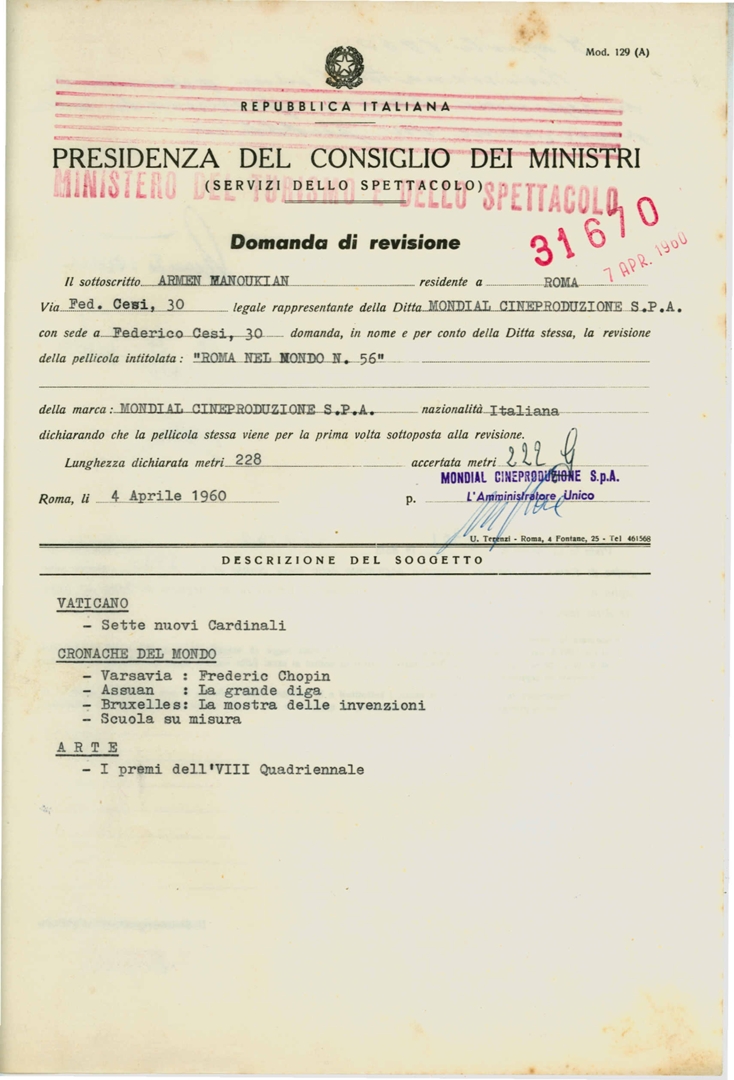 Mod. 129 (A)
REPUBBLICA ITALIANA
PRESIDENZA DEL CONSIGLIO DEI MINISTRI
(SERVIZI DELLO SPETTACOLO)
MINISTERO DEL TURISMO E DELLO SPETTACOLO
31670
7 APR. 1960
Domanda di revisione
Il sottoscritto ARMEN MANOUKIAN residente a ROMA
Via Fed. Cesi, 30 legale rappresentante della Ditta MONDIAL CINEPRODUZIONE S.P.A.
con sede a Federico Cesi, 30 domanda, in nome e per conto della Ditta stessa, la revisione
della pellicola intitolata : "ROMA NEL MONDO N. 56"
della marca : MONDIAL CINEPRODUZIONE S.P.A. nazionalità Italiana
dichiarando che la pellicola stessa viene per la prima volta sottoposta alla revisione.
Lunghezza dichiarata metri 228 accertata metri 222
MONDIAL CINEPRODUZIONE S.p.A.
Roma, lì 4 Aprile 1960 p. L'Amministratore Unico
U. Terenzi - Roma, 4 Fontane, 25 - Tel 461568
DESCRIZIONE DEL SOGGETTO
VATICANO
- Sette nuovi Cardinali
CRONACHE DEL MONDO
- Varsavia : Frederic Chopin
- Assuan : La grande diga
- Bruxelles: La mostra delle invenzioni
- Scuola su misura
A R T E
- I premi dell'VIII Quadriennale